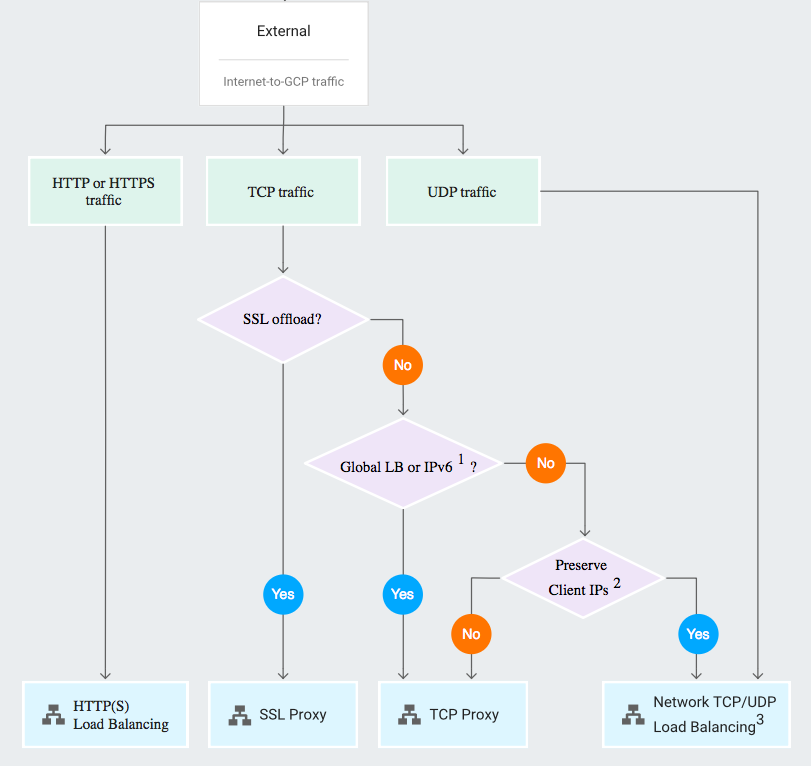 External
Internet-to-GCP traffic
HTTP or HTTPS
traffic
TCP traffic
UDP traffic
SSL offload?
No
Global LB or IPv6 1 ?
No
Preserve
Client IPs 2
Yes
Yes
No
Yes
HTTP(S)
Load Balancing
SSL Proxy
TCP Proxy
Network TCP/UDP
Load Balancing3